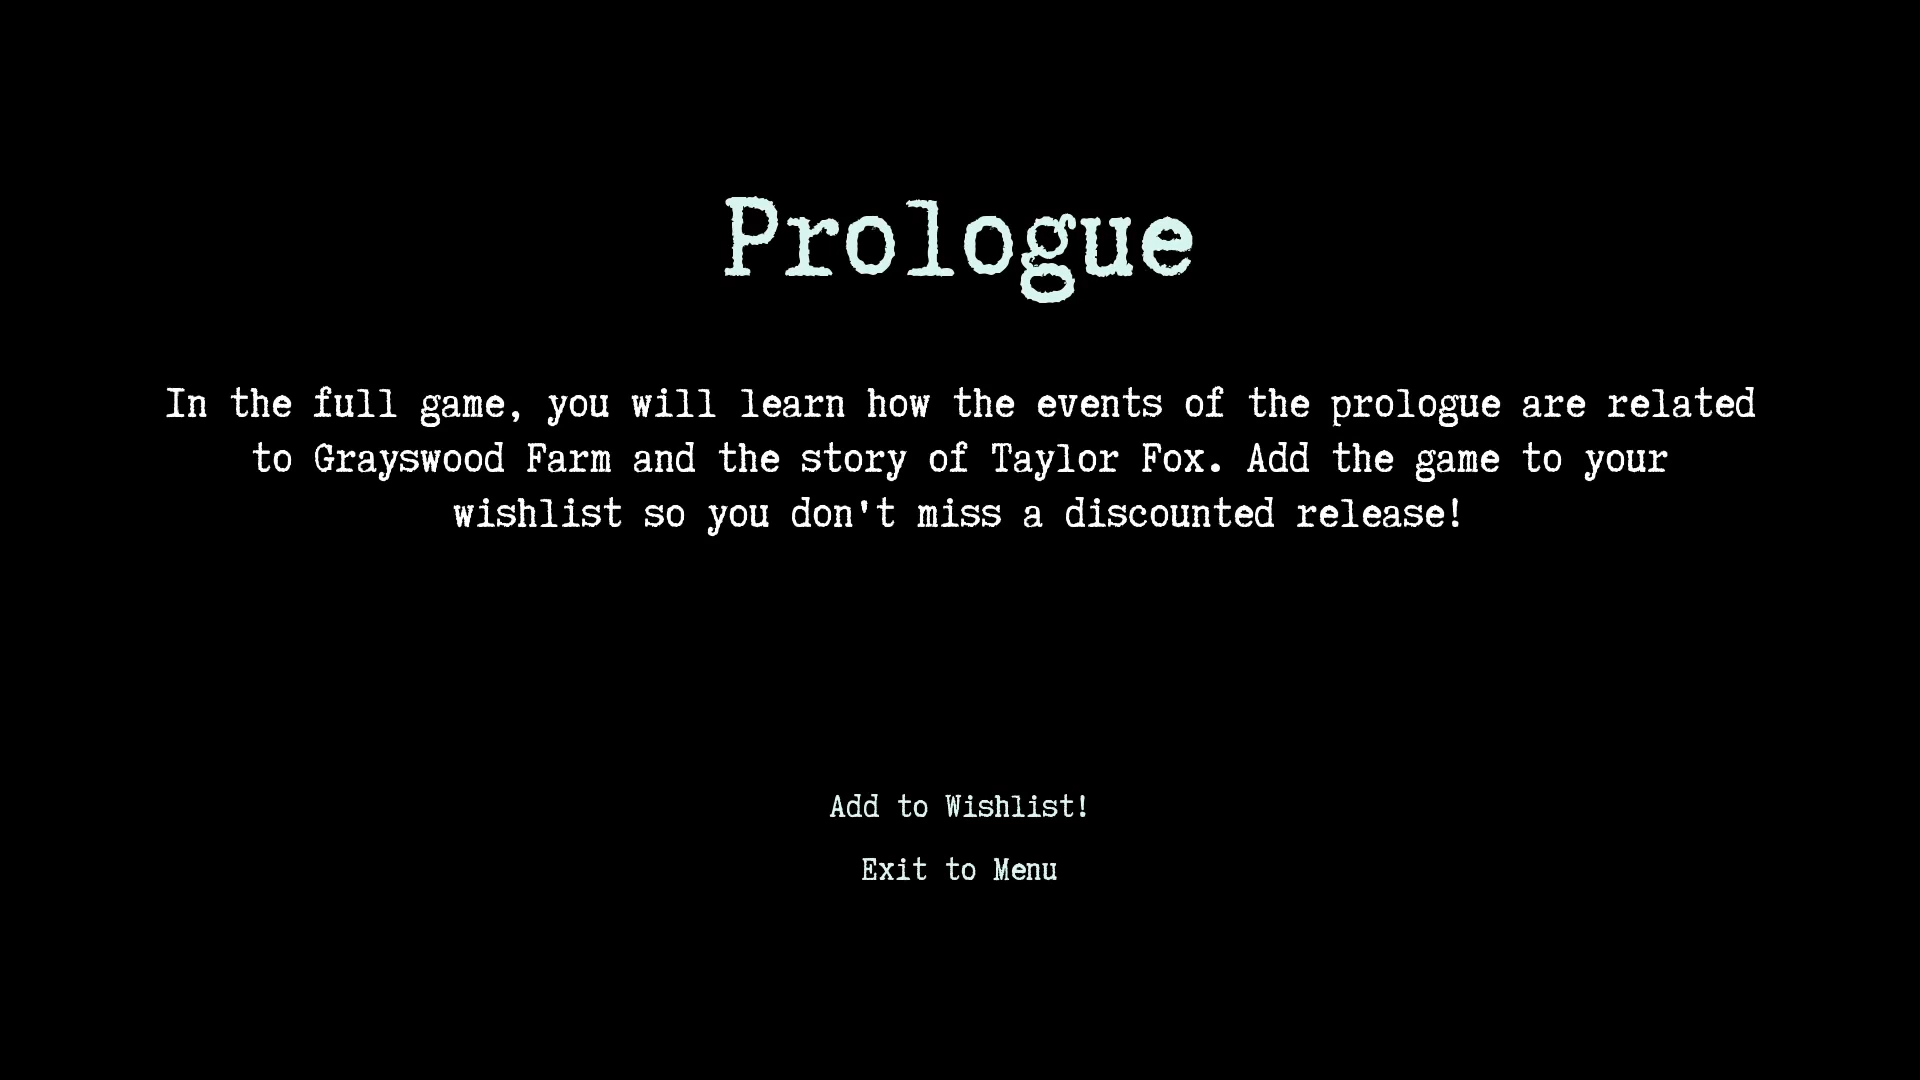 Prologue
In the full game, you will learn how the events of the prologue are related
to Grayswood Farm and the story of Taylor Fox. Add the game to your
wishlist so you don't miss a discounted release!
Add to Wishlist!
Exit to Menu